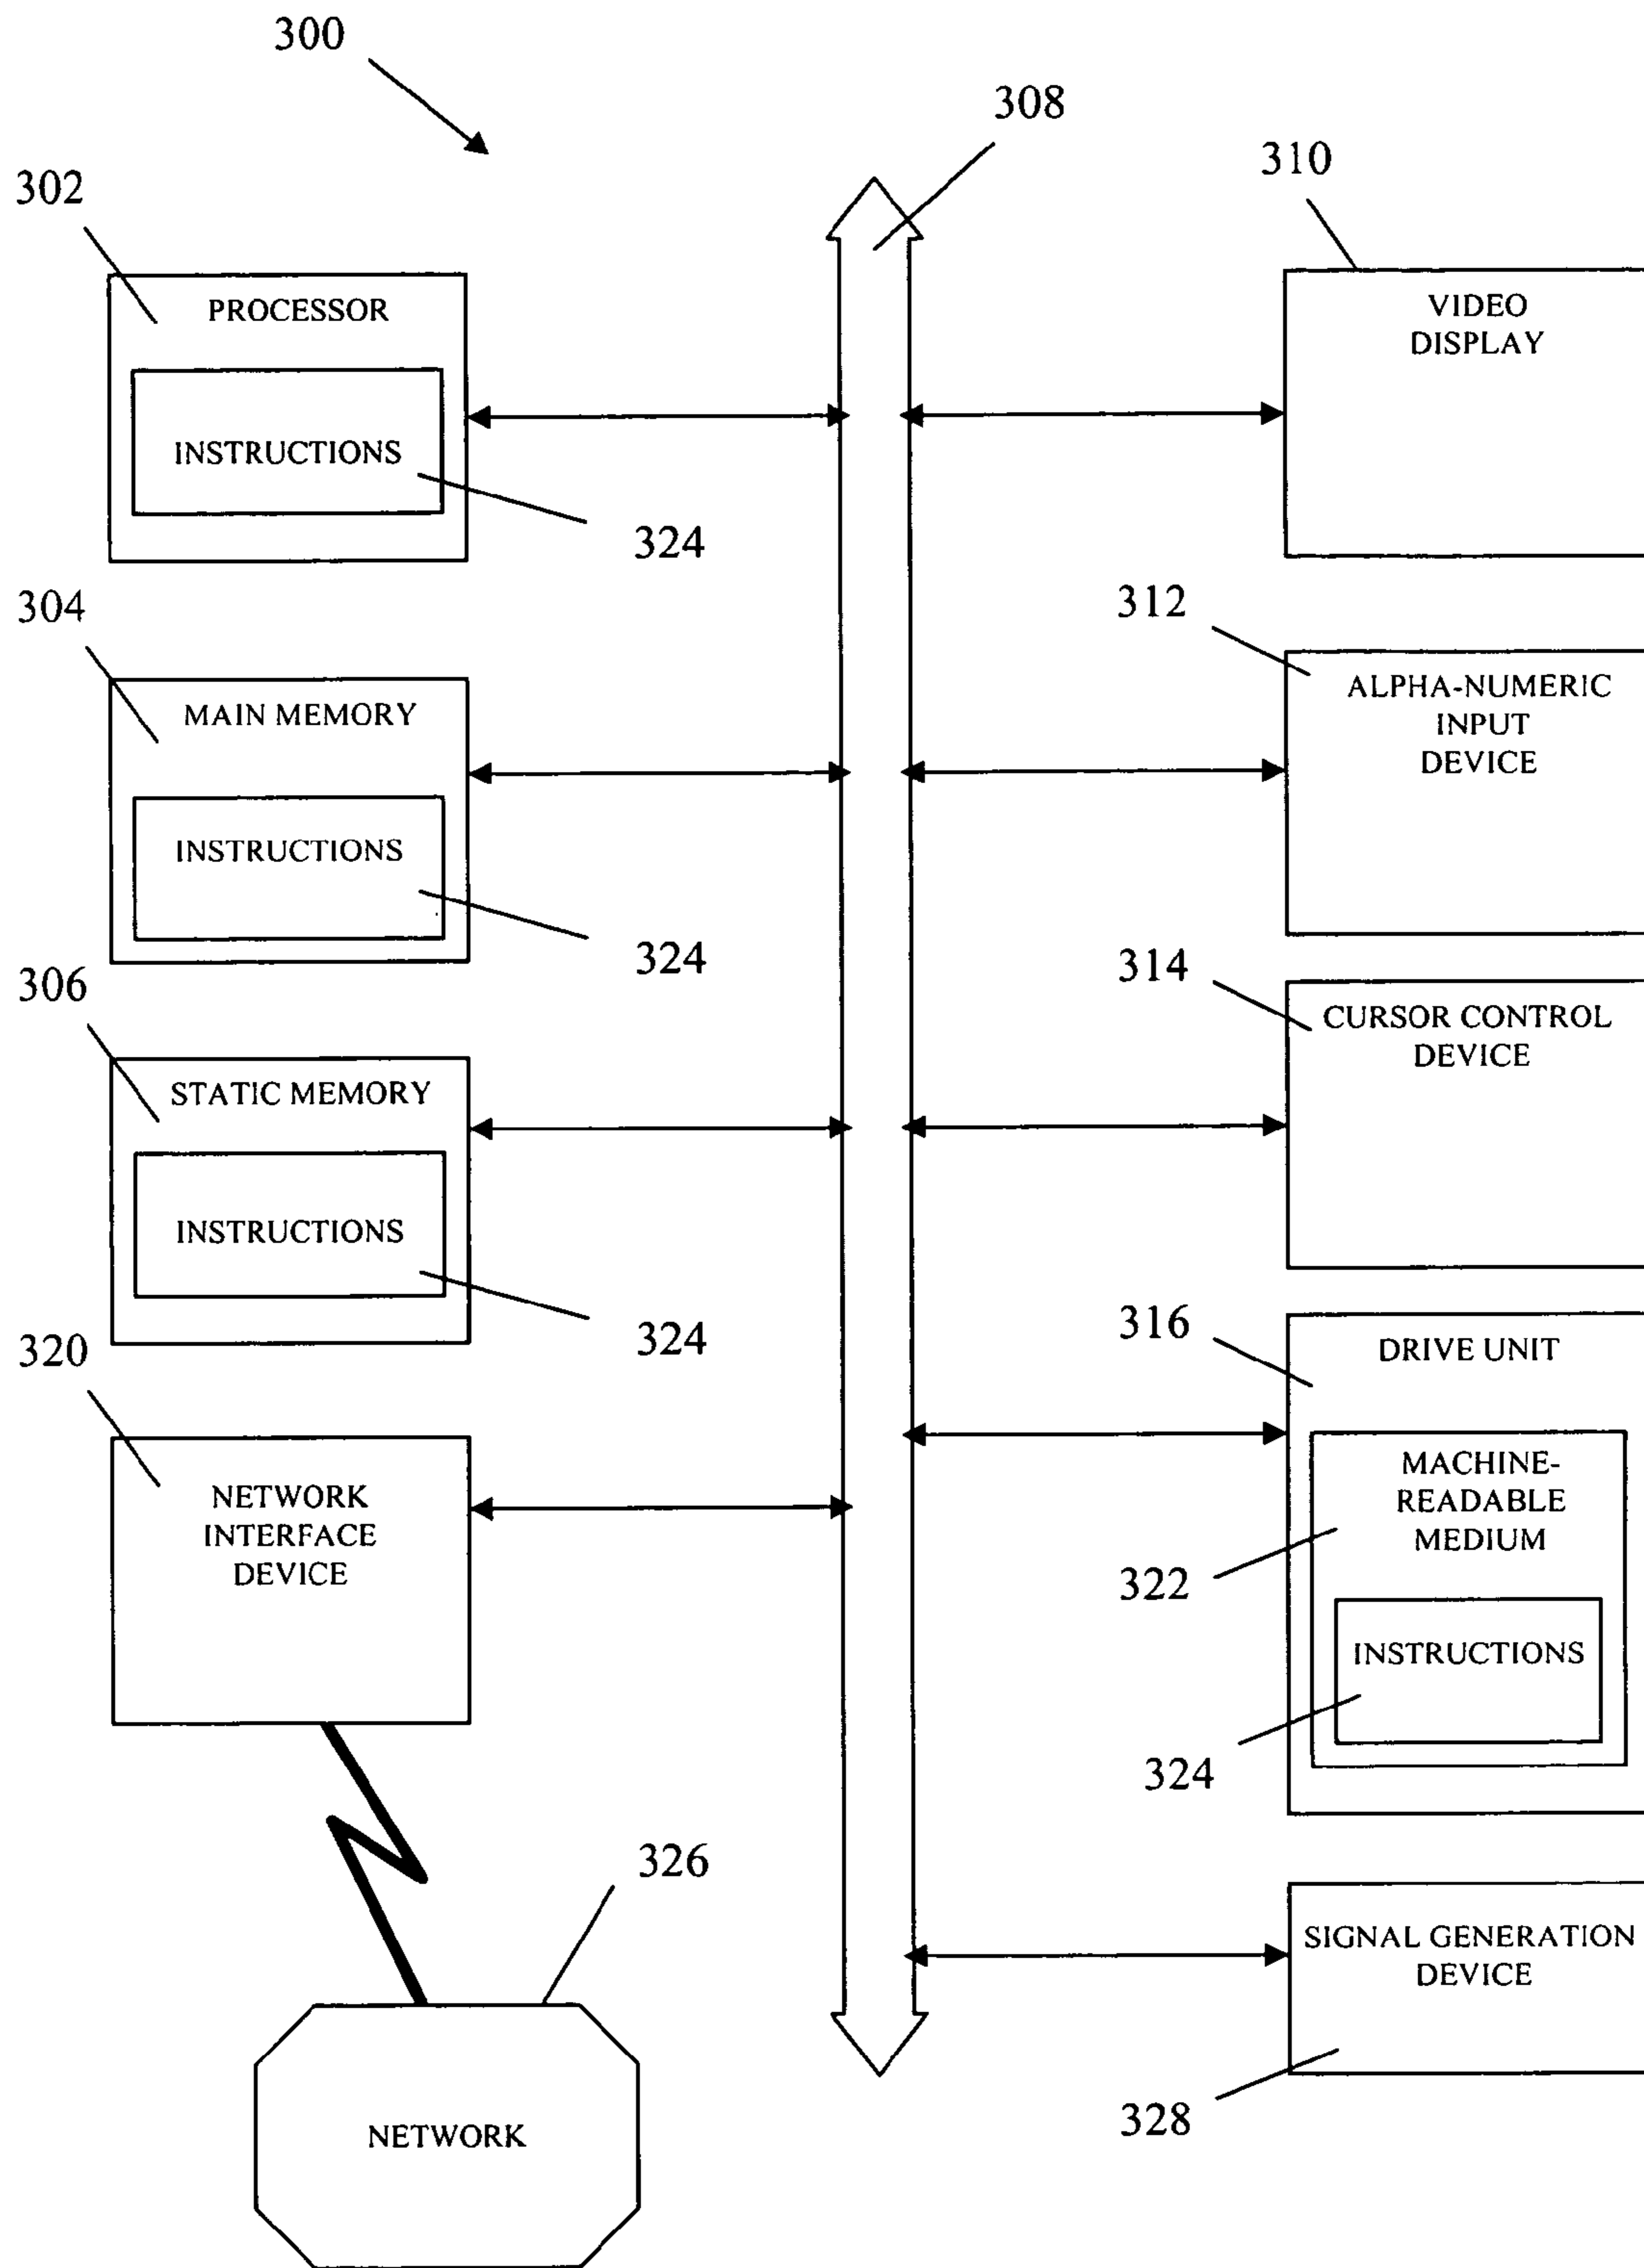 300
308
302
310
PROCESSOR
INSTRUCTIONS
324
VIDEO
DISPLAY
304
MAIN MEMORY
INSTRUCTIONS
324
312
ALPHA-NUMERIC
INPUT
DEVICE
306
STATIC MEMORY
INSTRUCTIONS
324
314
CURSOR CONTROL
DEVICE
320
NETWORK
INTERFACE
DEVICE
316
DRIVE UNIT
MACHINE-
READABLE
MEDIUM
322
INSTRUCTIONS
324
326
NETWORK
SIGNAL GENERATION
DEVICE
328